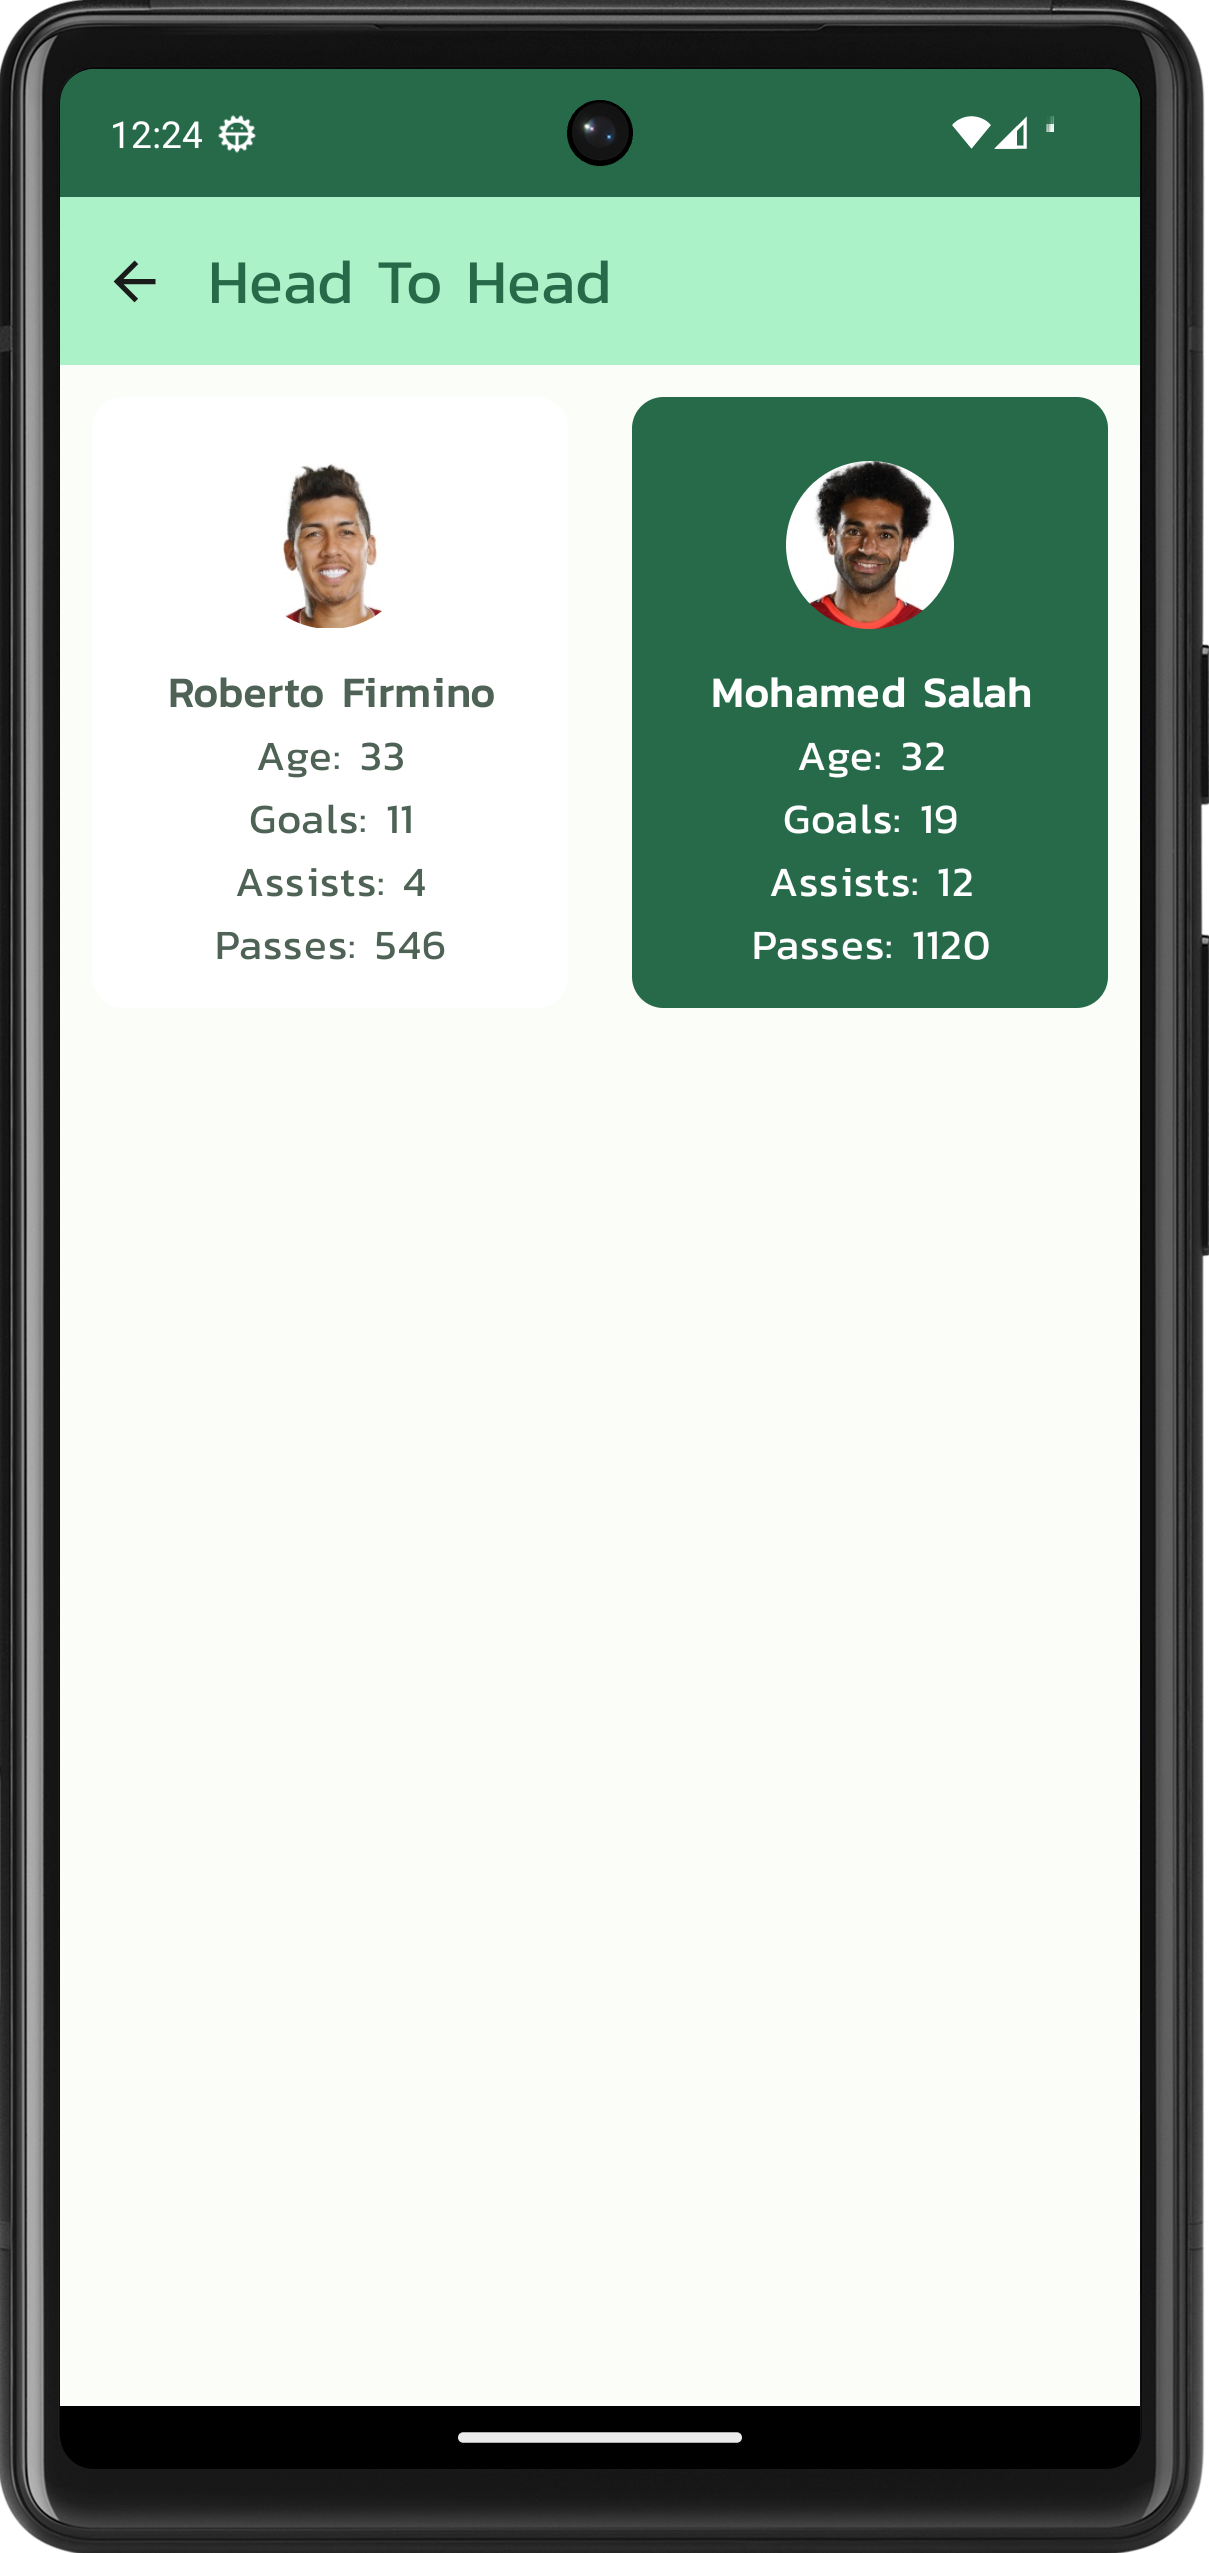 12:24
Head To Head
Roberto Firmino
Age: 33
Goals: 11
Assists: 4
Passes: 546
Mohamed Salah
Age: 32
Goals: 19
Assists: 12
Passes: 1120